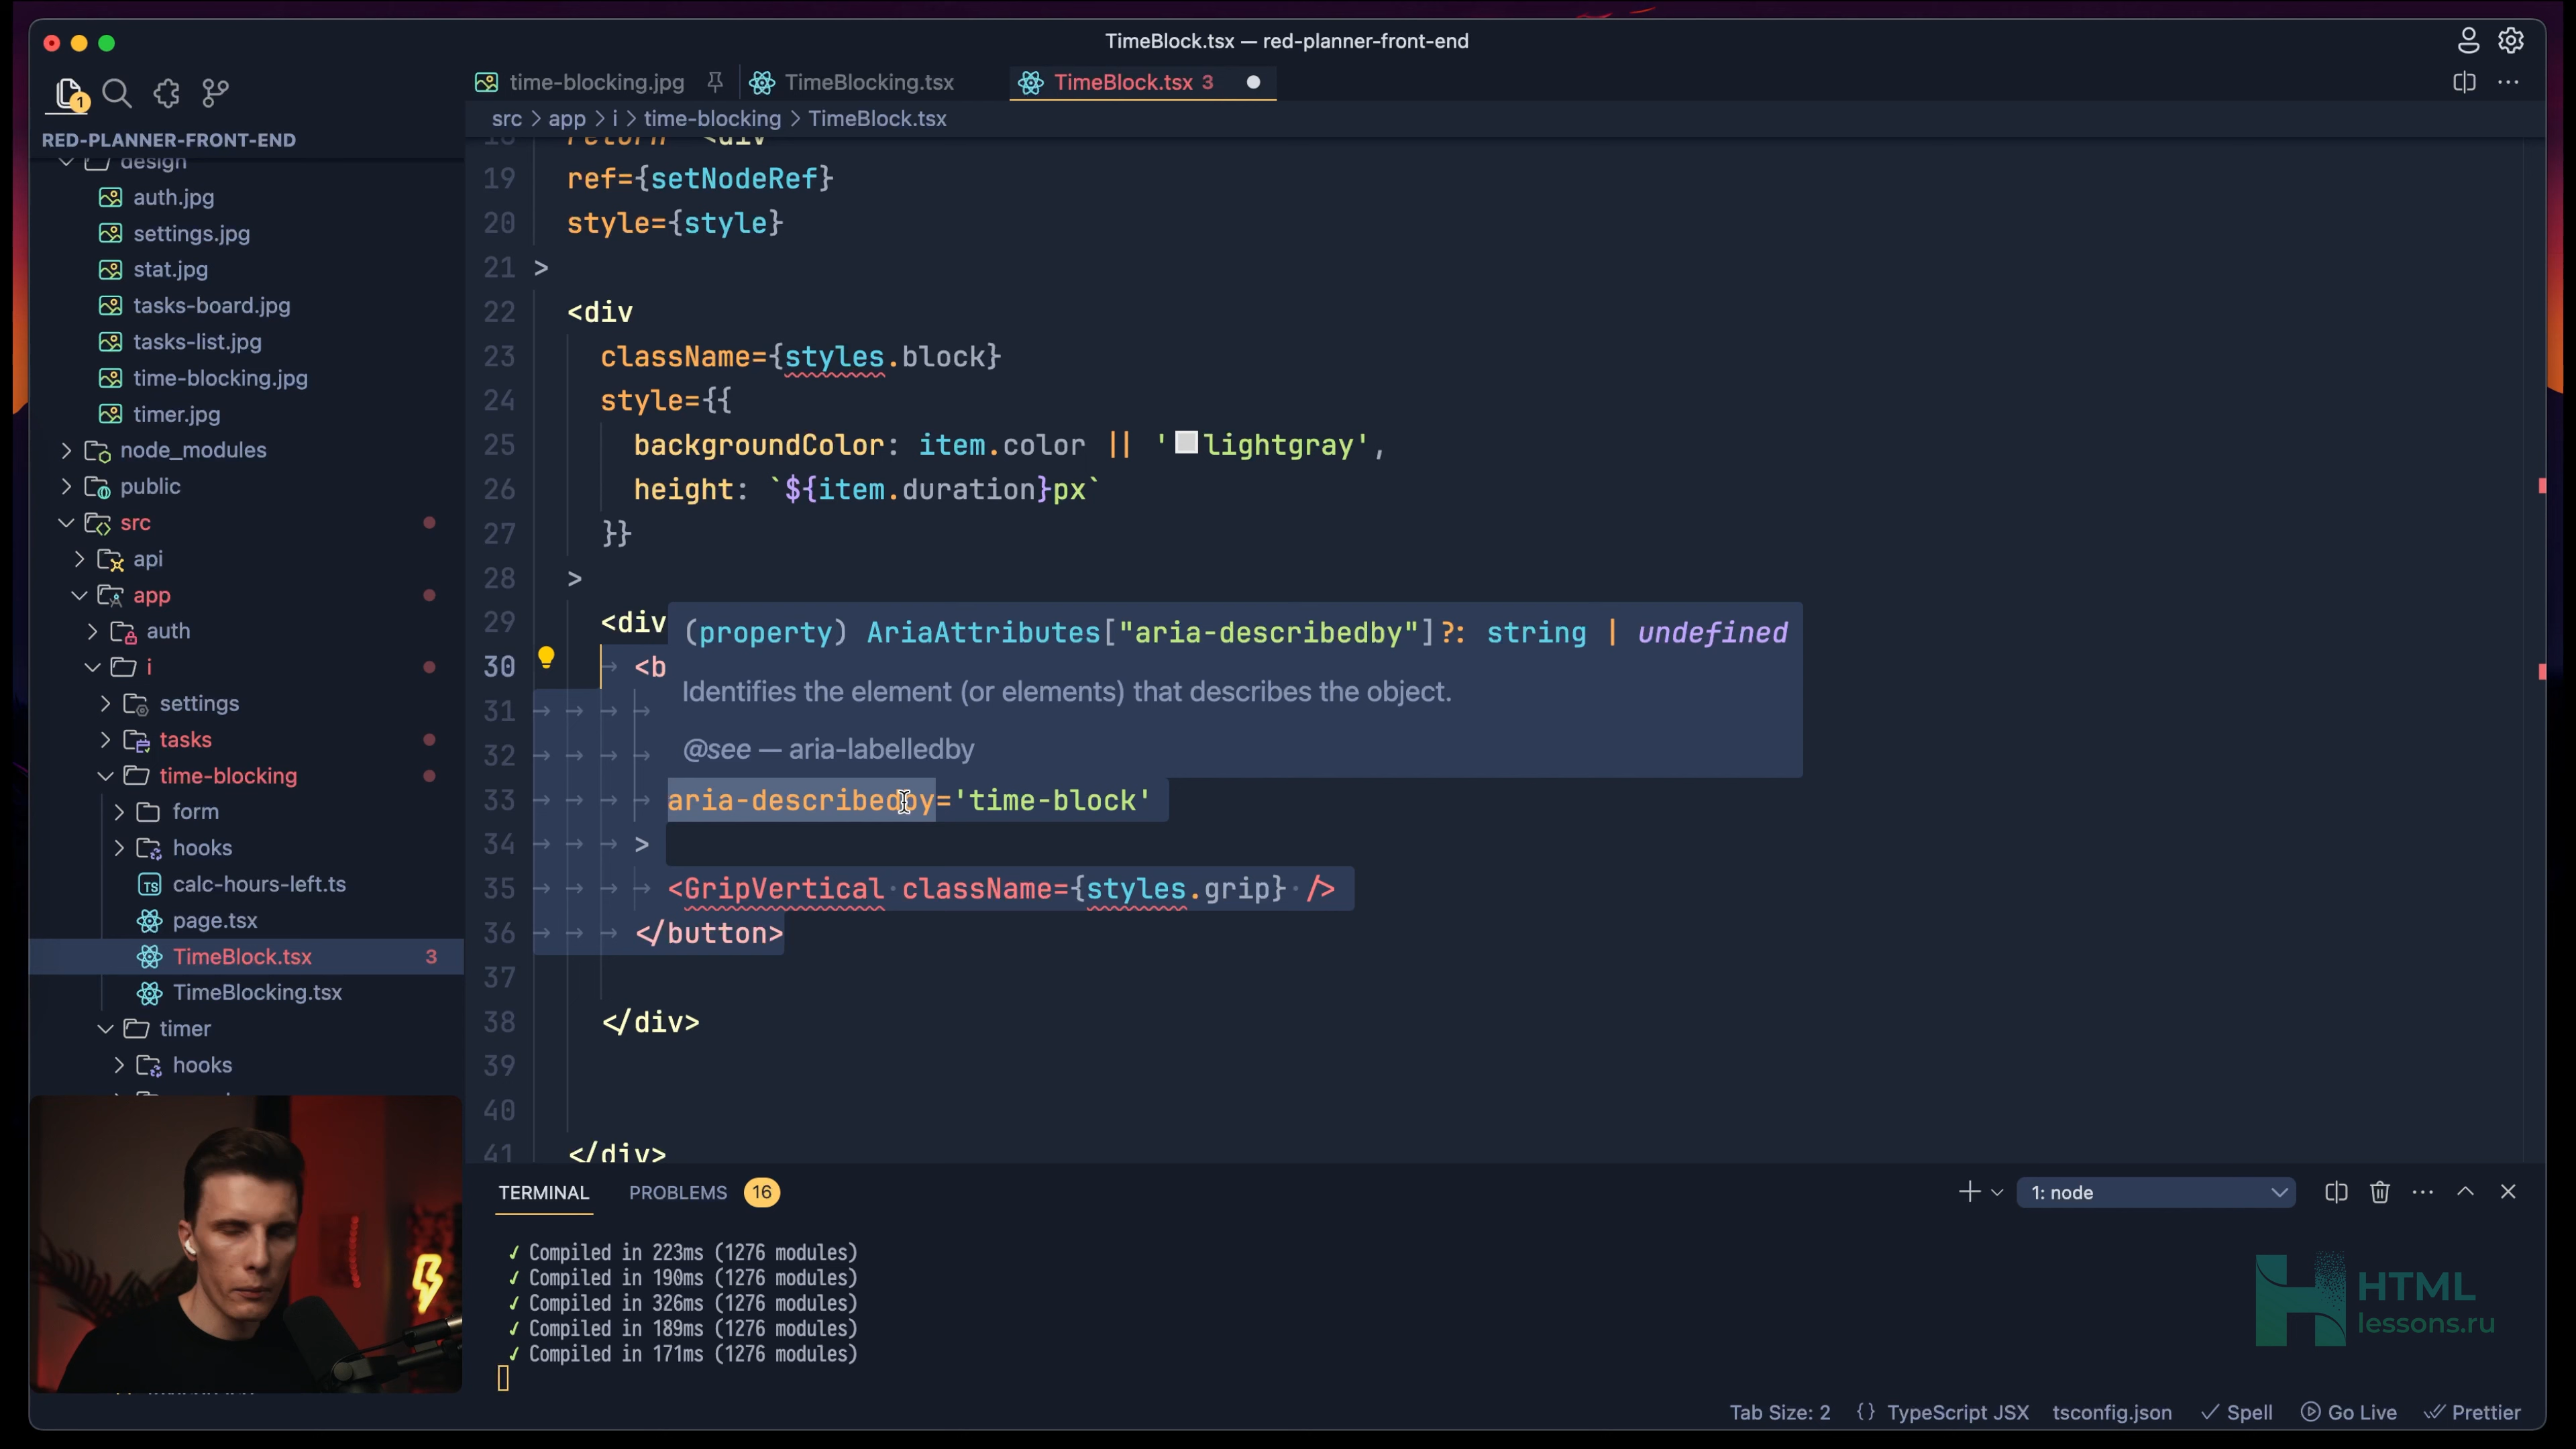 TimeBlock.tsx — red-planner-front-end
1
time-blocking.jpg
TimeBlocking.tsx
TimeBlock.tsx 3
src > app > i > time-blocking > TimeBlock.tsx
RED-PLANNER-FRONT-END
design
auth.jpg
settings.jpg
stat.jpg
tasks-board.jpg
tasks-list.jpg
time-blocking.jpg
timer.jpg
node_modules
public
src
api
app
auth
i
settings
tasks
time-blocking
form
hooks
calc-hours-left.ts
page.tsx
TimeBlock.tsx 3
TimeBlocking.tsx
timer
hooks
18 return <div
19 ref={setNodeRef}
20 style={style}
21 >
22 <div
23 className={styles.block}
24 style={{
25 backgroundColor: item.color || 'lightgray',
26 height: `${item.duration}px`
27 }}
28 >
29 <div
30 <b
31
32
33 aria-describedby='time-block'
34 >
35 <GripVertical className={styles.grip} />
36 </button>
37
38 </div>
39
40
41 </div>
(property) AriaAttributes["aria-describedby"]?: string | undefined
Identifies the element (or elements) that describes the object.
@see — aria-labelledby
TERMINAL PROBLEMS 16
1: node
✓ Compiled in 223ms (1276 modules)
✓ Compiled in 190ms (1276 modules)
✓ Compiled in 326ms (1276 modules)
✓ Compiled in 189ms (1276 modules)
✓ Compiled in 171ms (1276 modules)
HTML
lessons.ru
Tab Size: 2 {} TypeScript JSX tsconfig.json ✓ Spell Go Live Prettier